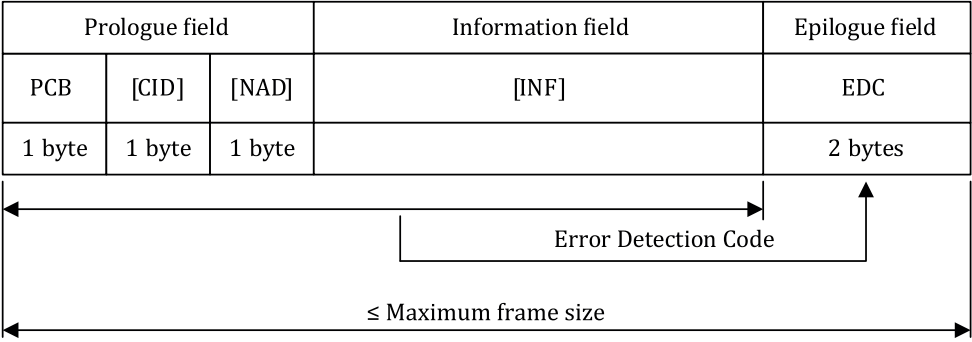 Prologue field Information field Epilogue field
PCB [CID] [NAD] [INF] EDC
1 byte 1 byte 1 byte 2 bytes
Error Detection Code
≤ Maximum frame size